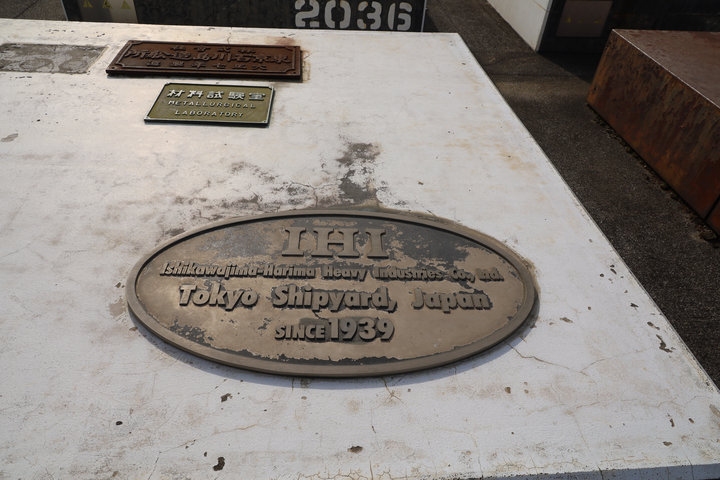 2036
材料試験室
METALLURGICAL
LABORATORY
IHI
Ishikawajima-Harima Heavy Industries Co., Ltd.
Tokyo Shipyard, Japan
SINCE 1939